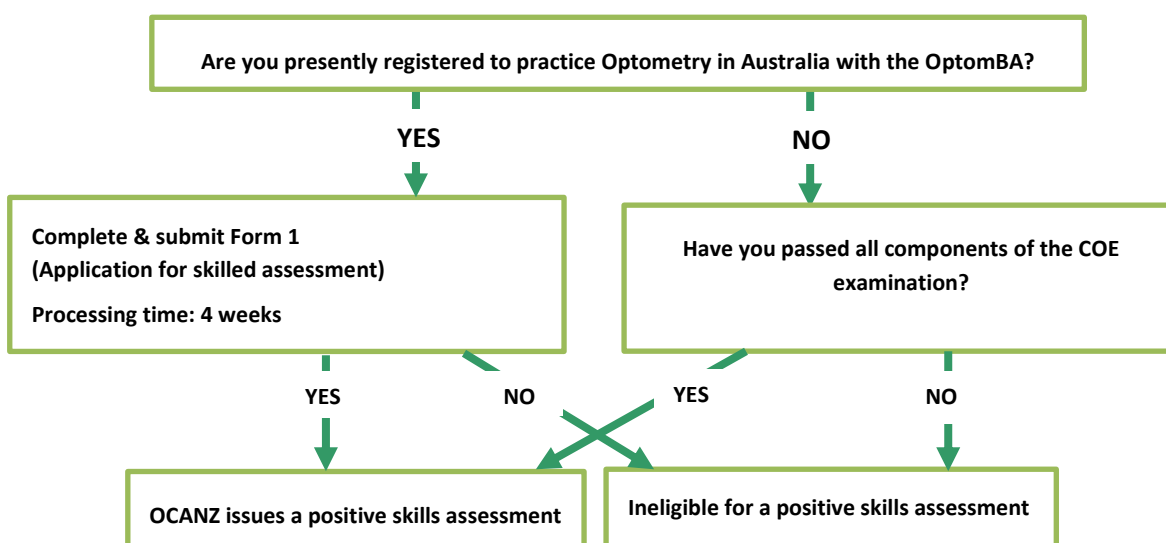 Are you presently registered to practice Optometry in Australia with the OptomBA?
YES
NO
Complete & submit Form 1
(Application for skilled assessment)
Processing time: 4 weeks
Have you passed all components of the COE
examination?
YES
NO
YES
NO
OCANZ issues a positive skills assessment
Ineligible for a positive skills assessment